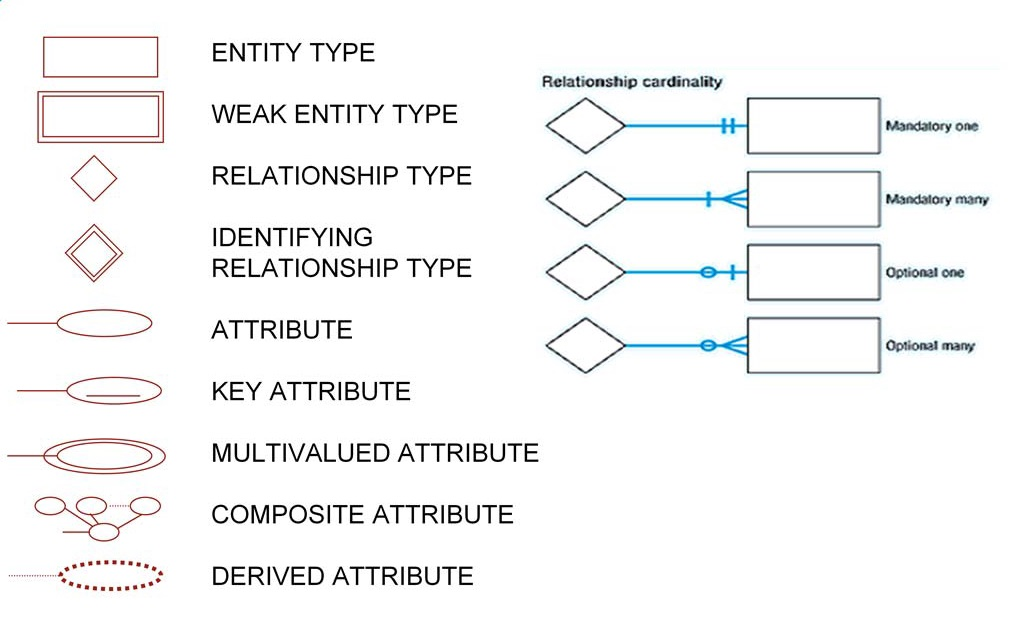 ENTITY TYPE
WEAK ENTITY TYPE
RELATIONSHIP TYPE
IDENTIFYING
RELATIONSHIP TYPE
ATTRIBUTE
KEY ATTRIBUTE
MULTIVALUED ATTRIBUTE
COMPOSITE ATTRIBUTE
DERIVED ATTRIBUTE
Relationship cardinality
Mandatory one
Mandatory many
Optional one
Optional many